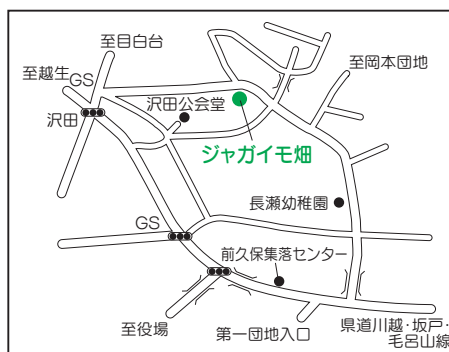 至目白台
至越生
GS
至岡本団地
沢田公会堂
沢田
ジャガイモ畑
長瀬幼稚園
GS
前久保集落センター
至役場
第一団地入口
県道川越・坂戸・
毛呂山線